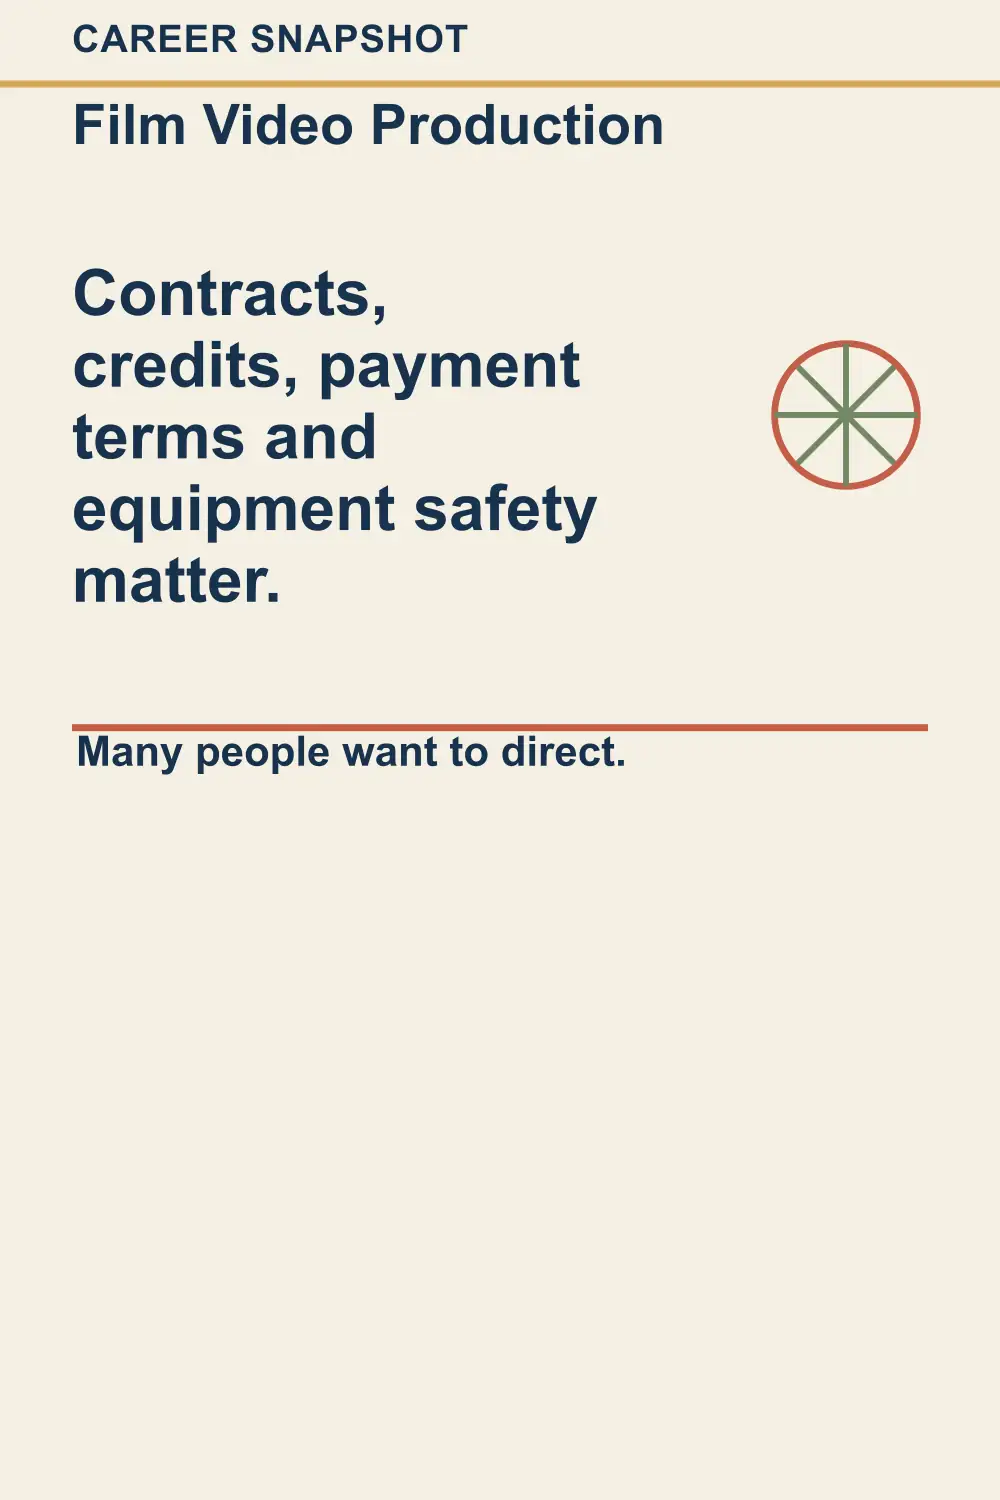 CAREER SNAPSHOT
Film Video Production
Contracts,
credits, payment
terms and
equipment safety
matter.
Many people want to direct.